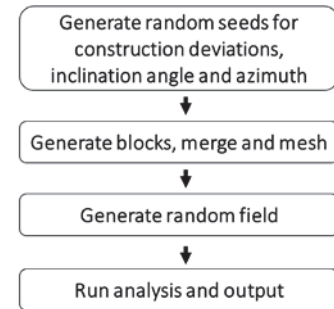 Generate random seeds for
construction deviations,
inclination angle and azimuth
Generate blocks, merge and mesh
Generate random field
Run analysis and output